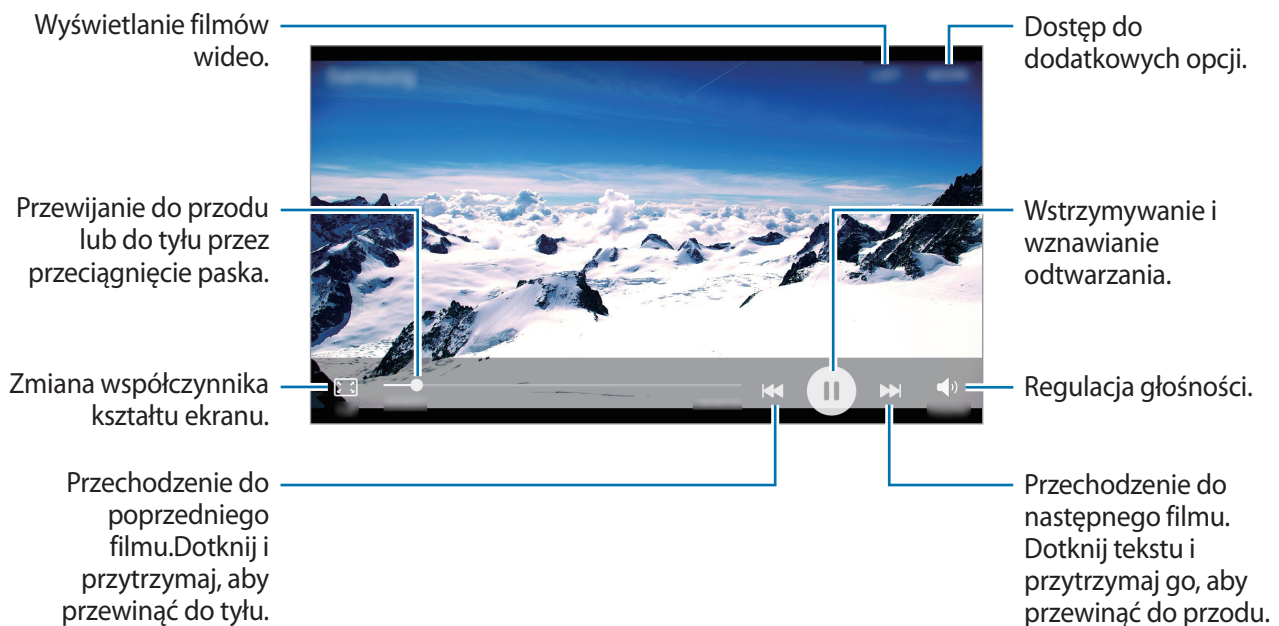 Wyświetlanie filmów
wideo.
Dostęp do
dodatkowych opcji.
Przewijanie do przodu
lub do tyłu przez
przeciągnięcie paska.
Wstrzymywanie i
wznawianie
odtwarzania.
Zmiana współczynnika
kształtu ekranu.
Regulacja głośności.
Przechodzenie do
poprzedniego
filmu.Dotknij i
przytrzymaj, aby
przewinąć do tyłu.
Przechodzenie do
następnego filmu.
Dotknij tekstu i
przytrzymaj go, aby
przewinąć do przodu.